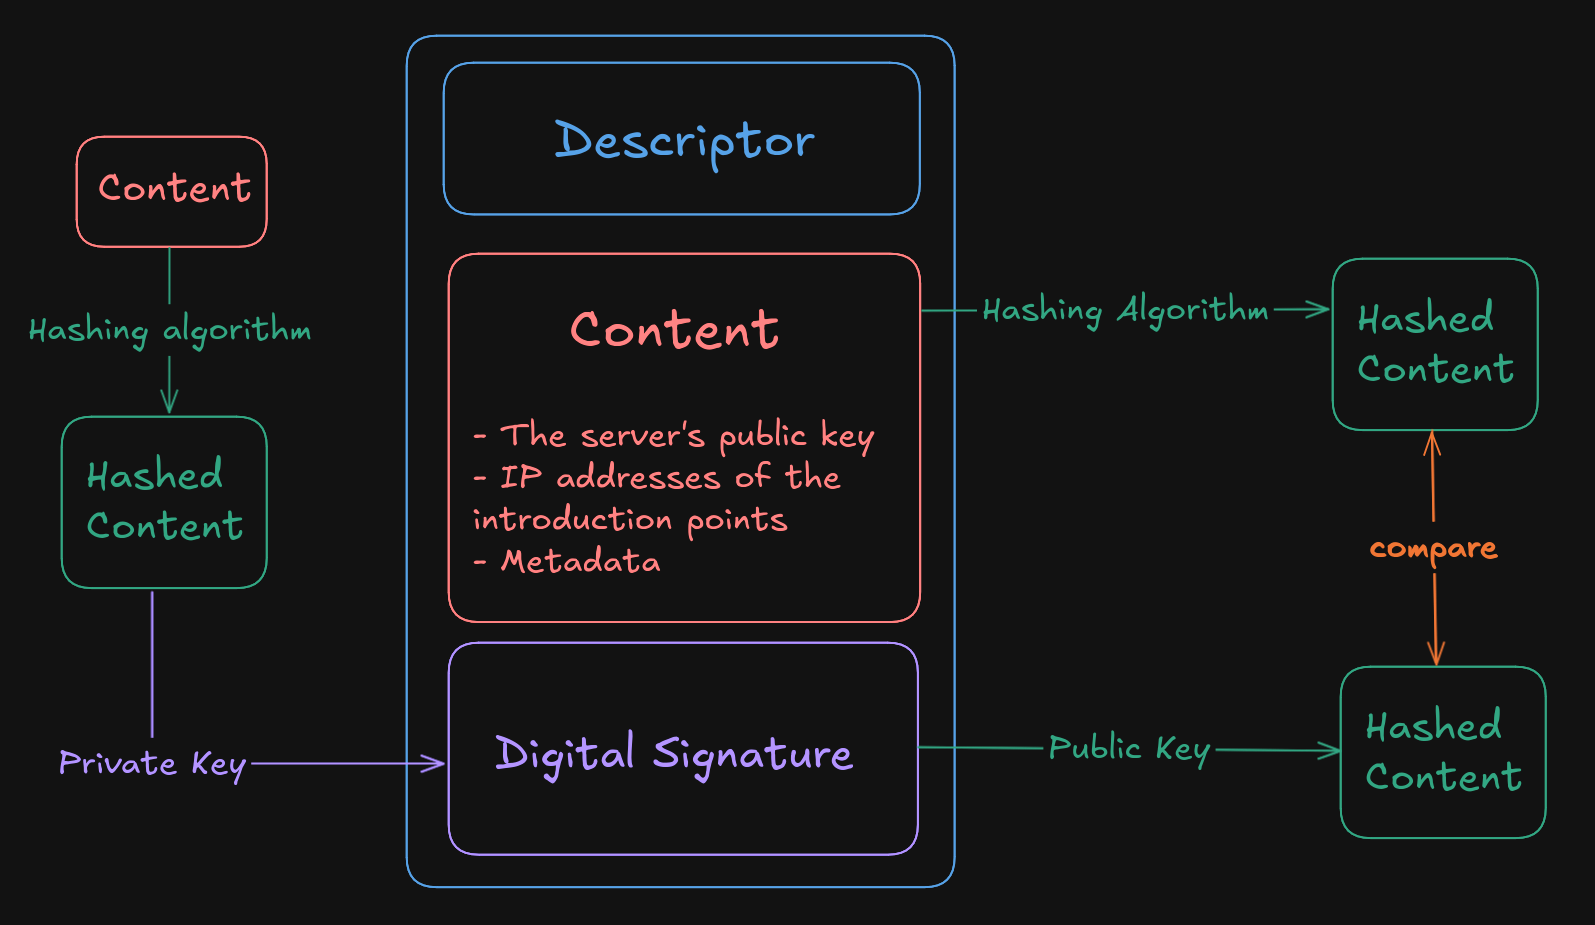 Content
Hashing algorithm
Hashed
Content
Private Key
Descriptor
Content
- The server's public key
- IP addresses of the
introduction points
- Metadata
Digital Signature
Hashing Algorithm
Hashed
Content
compare
Public Key
Hashed
Content